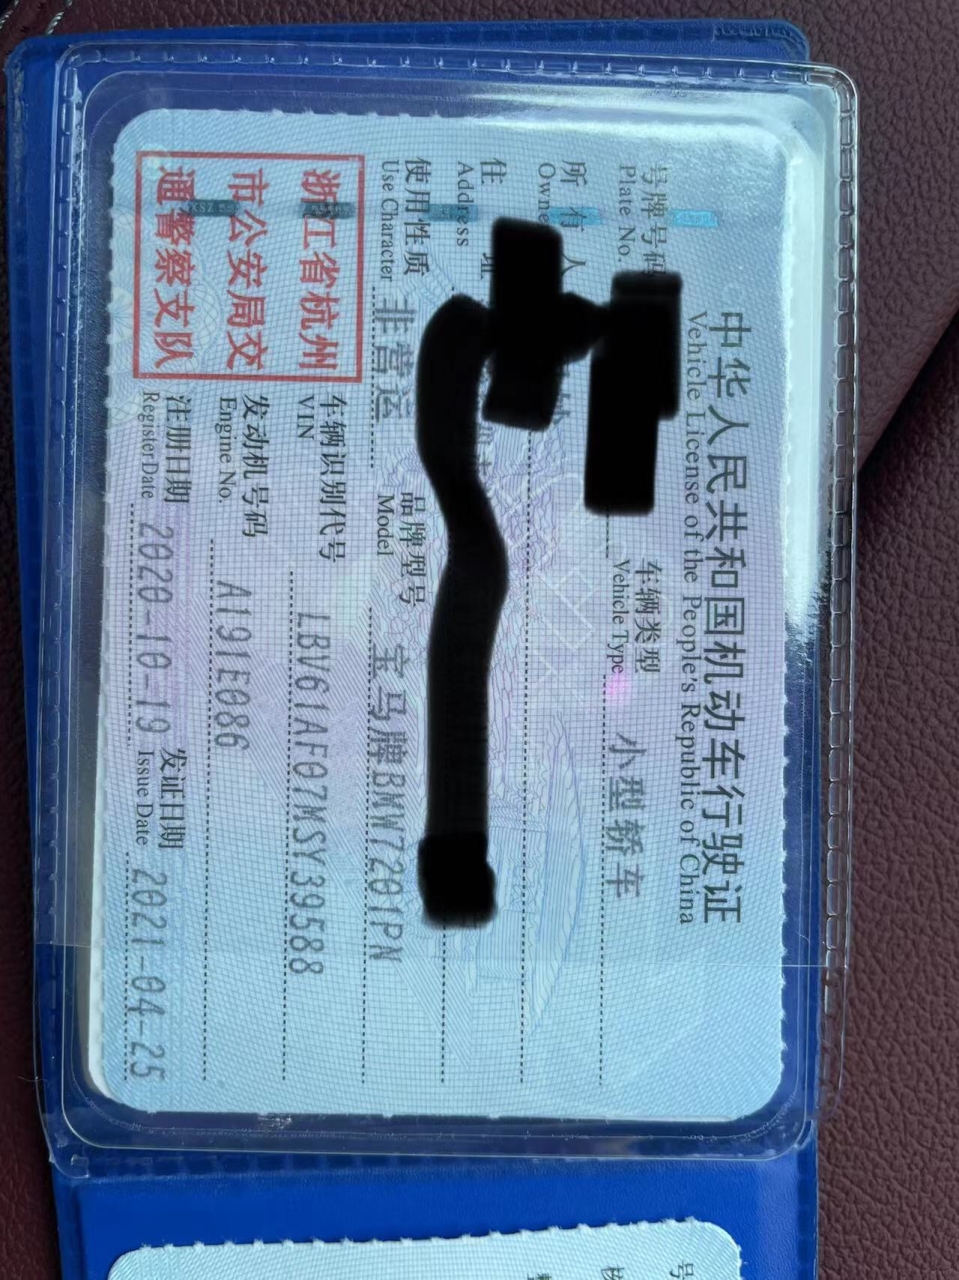 中华人民共和国机动车行驶证
Vehicle License of the People's Republic of China
号牌号码
Plate No.
车辆类型
Vehicle Type
小型轿车
所有人
Owner
住址
Address
使用性质
Use Character
非营运
品牌型号
Model
宝马牌BMW7201PN
浙江省杭州
市公安局交
通警察支队
车辆识别代号
VIN
LBV61AF07MSY39588
发动机号码
Engine No.
A191E086
注册日期
Register Date
2020-10-19
发证日期
Issue Date
2021-04-25
号